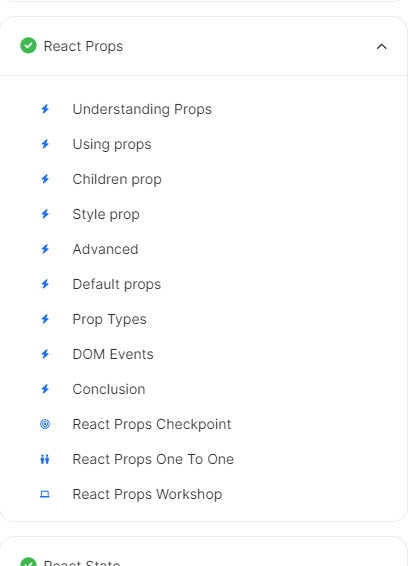 React Props
Understanding Props
Using props
Children prop
Style prop
Advanced
Default props
Prop Types
DOM Events
Conclusion
React Props Checkpoint
React Props One To One
React Props Workshop
React State